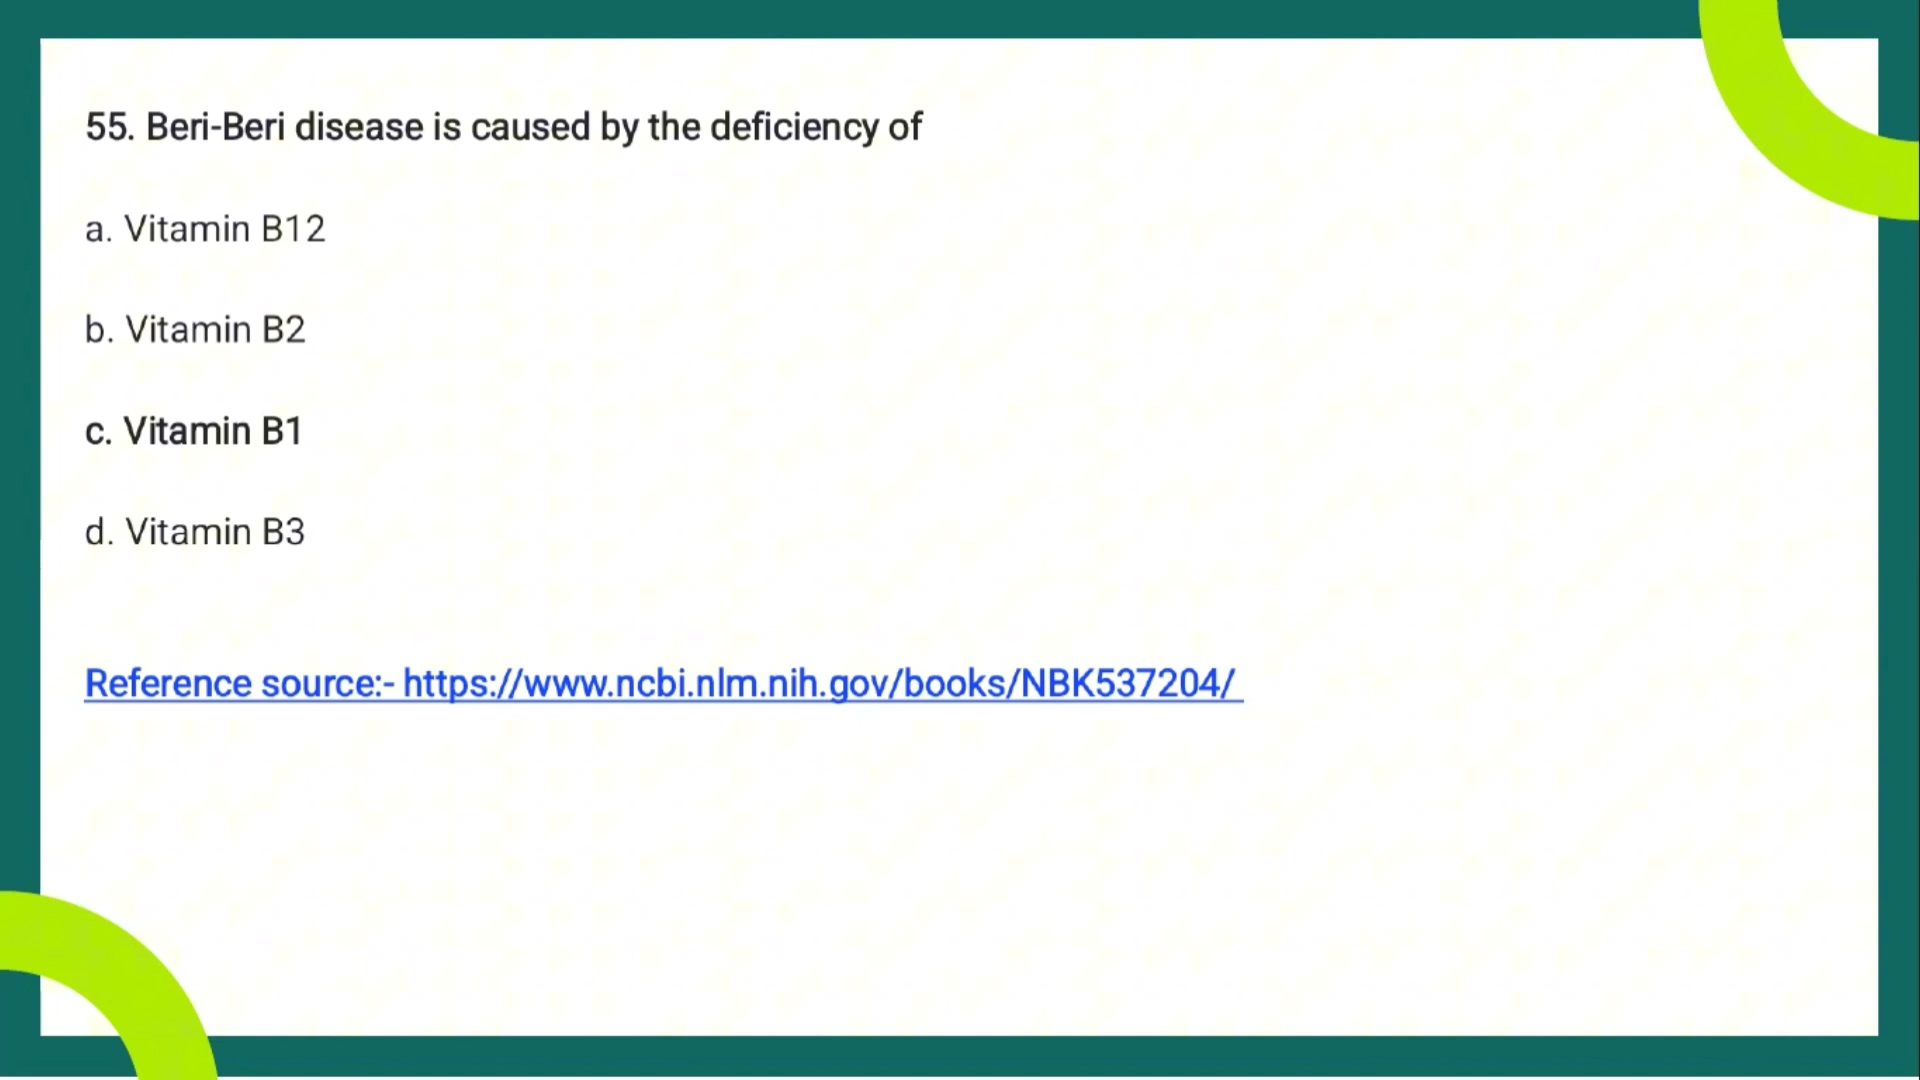 55. Beri-Beri disease is caused by the deficiency of
a. Vitamin B12
b. Vitamin B2
c. Vitamin B1
d. Vitamin B3
Reference source:- https://www.ncbi.nlm.nih.gov/books/NBK537204/